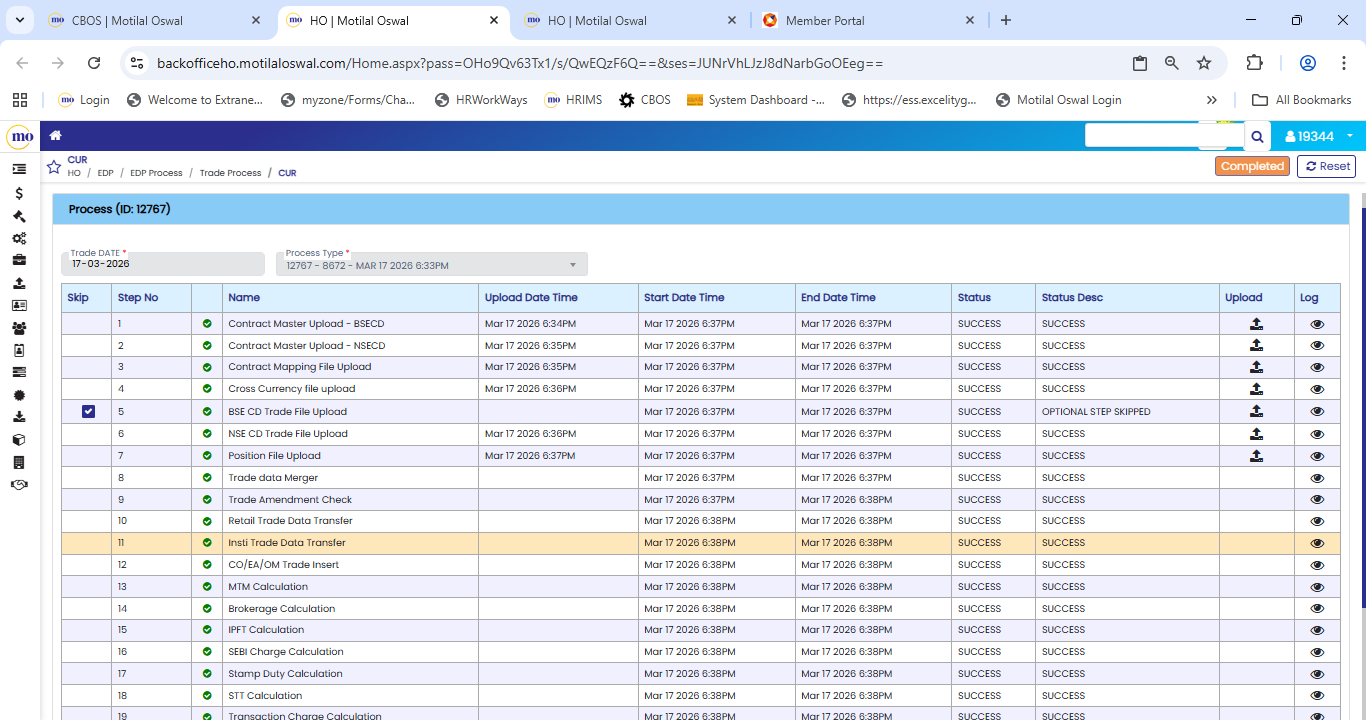 CBOS | Motilal Oswal
HO | Motilal Oswal
HO | Motilal Oswal
Member Portal
backofficeho.motilaloswal.com/Home.aspx?pass=OHo9Qv63Tx1/s/QwEQzF6Q==&ses=JUNrVhLJzJ8dNarbGoOEeg==
Login
Welcome to Extrane...
myzone/Forms/Cha...
HRWorkWays
HRIMS
CBOS
System Dashboard -...
https://ess.excelityg...
Motilal Oswal Login
All Bookmarks
mo
19344
CUR
HO / EDP / EDP Process / Trade Process / CUR
Completed
Reset
Process (ID: 12767)
Trade DATE *
17-03-2026
Process Type *
12767 - 8672 - MAR 17 2026 6:33PM
Skip Step No Name Upload Date Time Start Date Time End Date Time Status Status Desc Upload Log
1 Contract Master Upload - BSECD Mar 17 2026 6:34PM Mar 17 2026 6:37PM Mar 17 2026 6:37PM SUCCESS SUCCESS
2 Contract Master Upload - NSECD Mar 17 2026 6:35PM Mar 17 2026 6:37PM Mar 17 2026 6:37PM SUCCESS SUCCESS
3 Contract Mapping File Upload Mar 17 2026 6:35PM Mar 17 2026 6:37PM Mar 17 2026 6:37PM SUCCESS SUCCESS
4 Cross Currency file upload Mar 17 2026 6:36PM Mar 17 2026 6:37PM Mar 17 2026 6:37PM SUCCESS SUCCESS
5 BSE CD Trade File Upload Mar 17 2026 6:37PM Mar 17 2026 6:37PM SUCCESS OPTIONAL STEP SKIPPED
6 NSE CD Trade File Upload Mar 17 2026 6:36PM Mar 17 2026 6:37PM Mar 17 2026 6:37PM SUCCESS SUCCESS
7 Position File Upload Mar 17 2026 6:37PM Mar 17 2026 6:37PM Mar 17 2026 6:37PM SUCCESS SUCCESS
8 Trade data Merger Mar 17 2026 6:37PM Mar 17 2026 6:37PM SUCCESS SUCCESS
9 Trade Amendment Check Mar 17 2026 6:37PM Mar 17 2026 6:38PM SUCCESS SUCCESS
10 Retail Trade Data Transfer Mar 17 2026 6:38PM Mar 17 2026 6:38PM SUCCESS SUCCESS
11 Insti Trade Data Transfer Mar 17 2026 6:38PM Mar 17 2026 6:38PM SUCCESS SUCCESS
12 CO/EA/OM Trade Insert Mar 17 2026 6:38PM Mar 17 2026 6:38PM SUCCESS SUCCESS
13 MTM Calculation Mar 17 2026 6:38PM Mar 17 2026 6:38PM SUCCESS SUCCESS
14 Brokerage Calculation Mar 17 2026 6:38PM Mar 17 2026 6:38PM SUCCESS SUCCESS
15 IPFT Calculation Mar 17 2026 6:38PM Mar 17 2026 6:38PM SUCCESS SUCCESS
16 SEBI Charge Calculation Mar 17 2026 6:38PM Mar 17 2026 6:38PM SUCCESS SUCCESS
17 Stamp Duty Calculation Mar 17 2026 6:38PM Mar 17 2026 6:38PM SUCCESS SUCCESS
18 STT Calculation Mar 17 2026 6:38PM Mar 17 2026 6:38PM SUCCESS SUCCESS
19 Transaction Charge Calculation Mar 17 2026 6:38PM Mar 17 2026 6:38PM SUCCESS SUCCESS